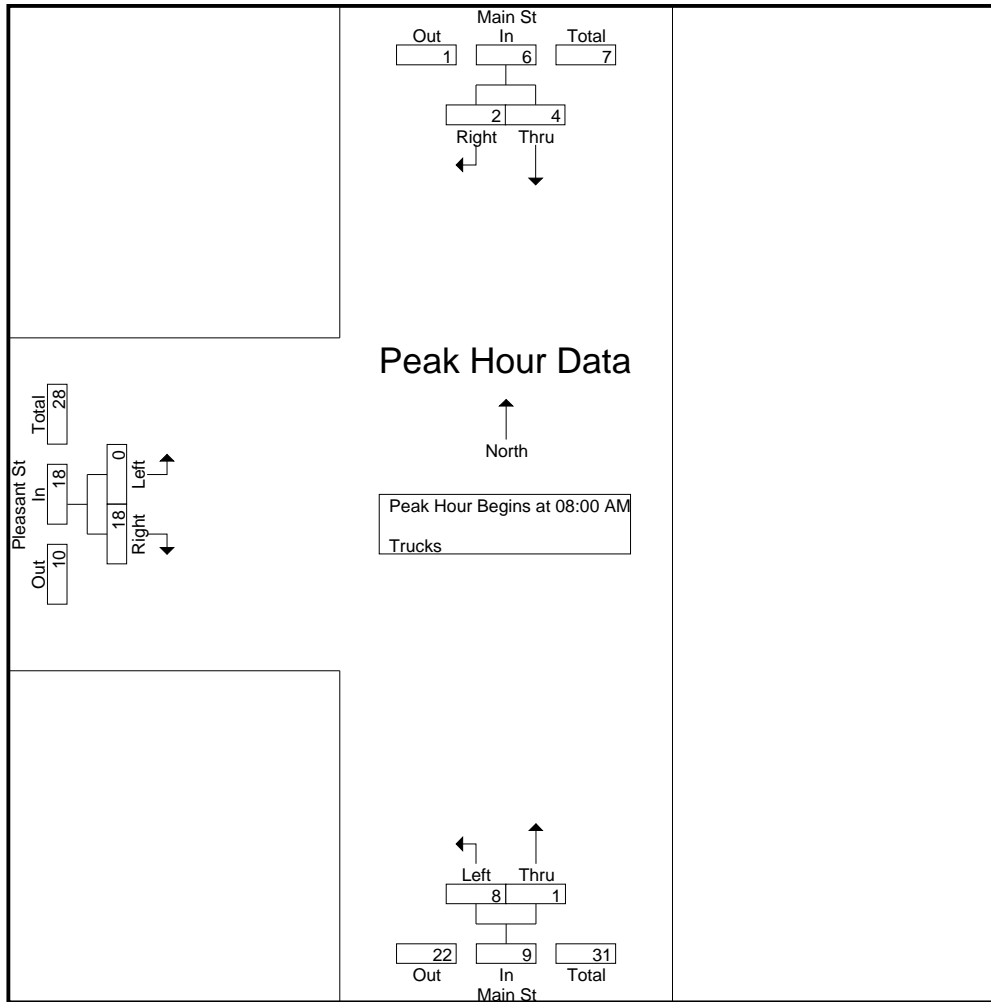 Main St
Out In Total
1 6 7
2 4
Right Thru
Peak Hour Data
North
Peak Hour Begins at 08:00 AM
Trucks
Pleasant St
Out In Total
10 18 28
Right Left
18 0
Left Thru
8 1
22 9 31
Out In Total
Main St